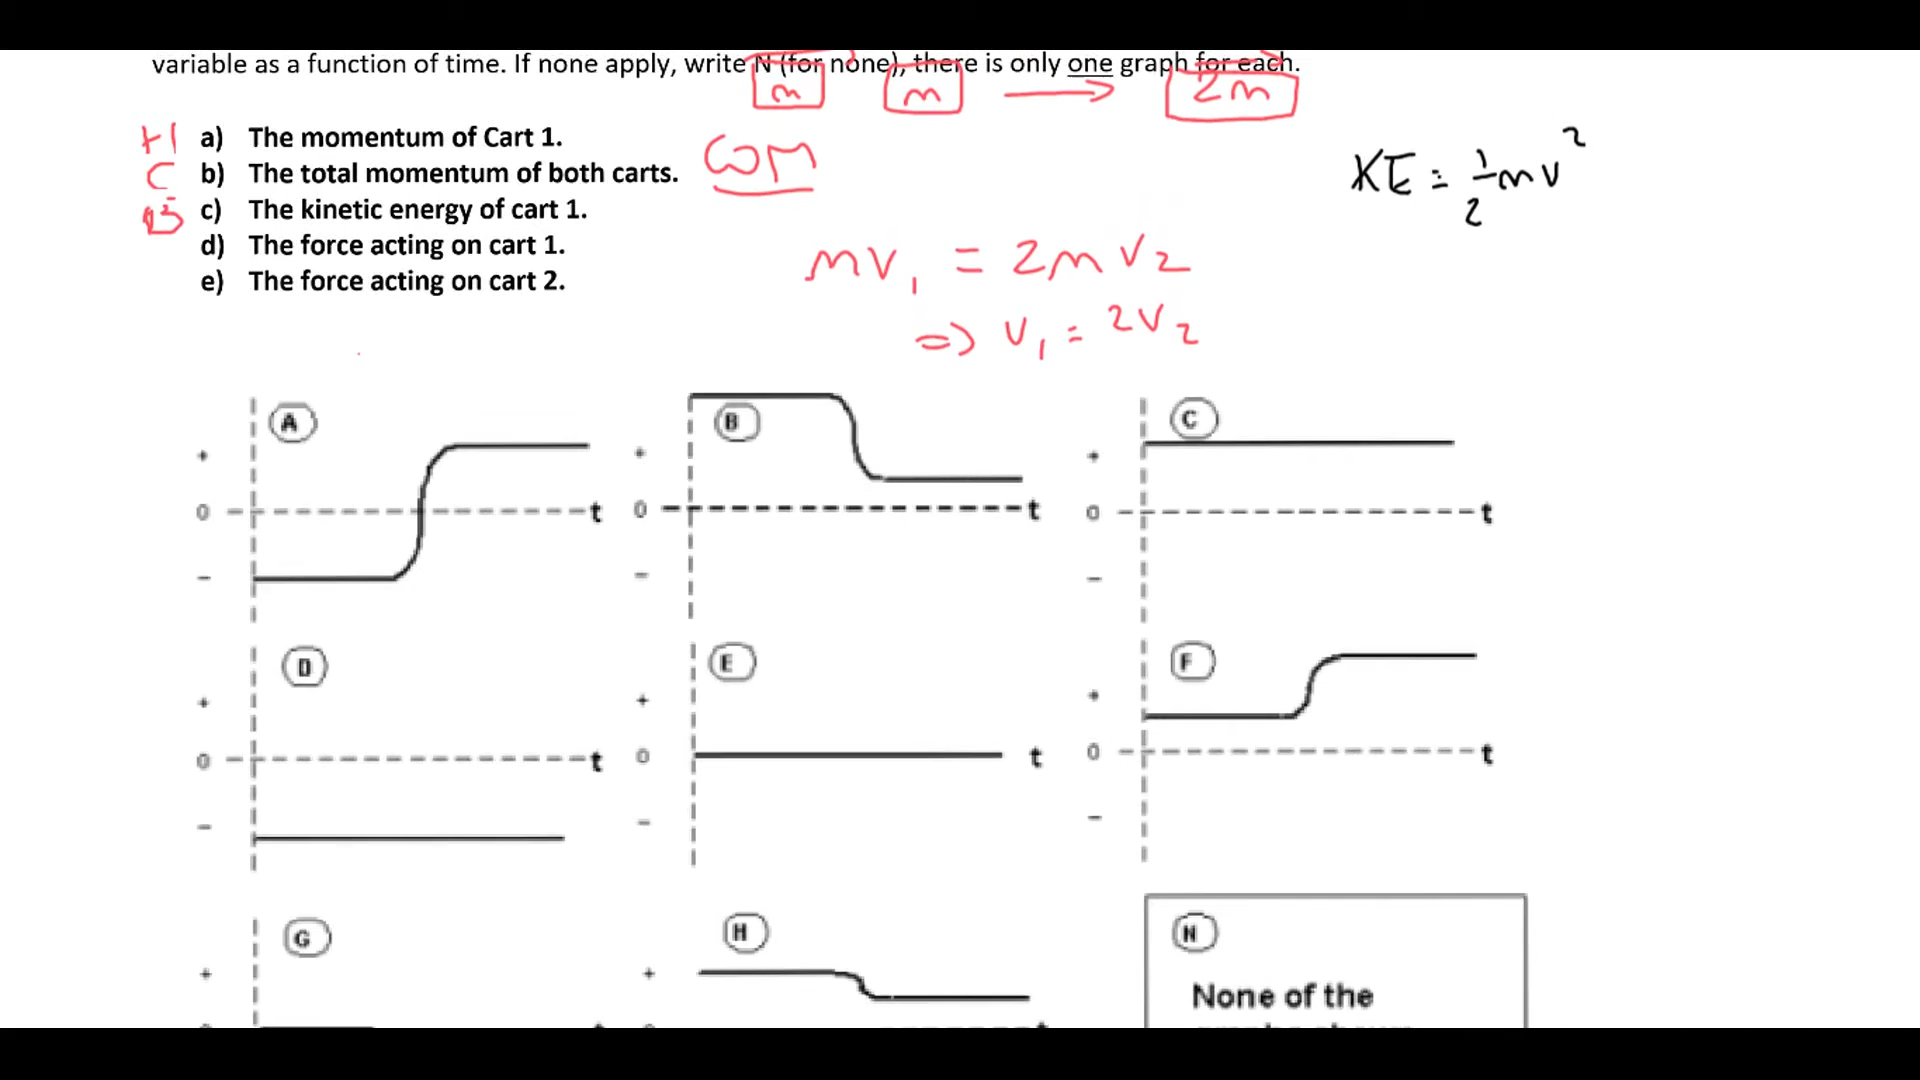 variable as a function of time. If none apply, write N (for none), there is only one graph for each.
m m 2m
H a) The momentum of Cart 1.
C b) The total momentum of both carts. COM
B c) The kinetic energy of cart 1.
d) The force acting on cart 1.
e) The force acting on cart 2.
KE = 1/2 mv²
mv₁ = 2mv₂
⇒ v₁ = 2v₂
A B C
+ + +
0 t 0 t 0 t
- - -
D E F
+ + +
0 t 0 t 0 t
- - -
G H N
+ +
None of the